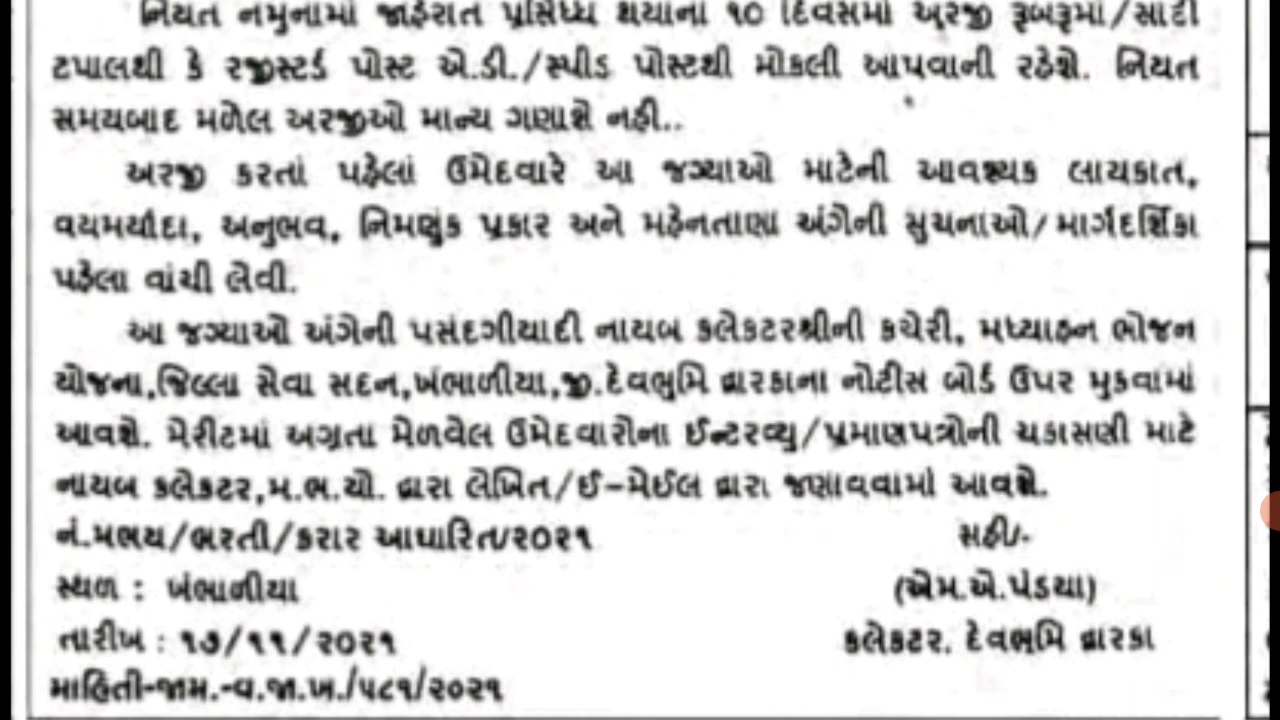 નિયત નમુનામાં જાહેરાત પ્રસિધ્ધ થયાના ૧૦ દિવસમાં અરજી રૂબરૂમાં/સાદી
ટપાલથી કે રજીસ્ટર્ડ પોસ્ટ એ.ડી./સ્પીડ પોસ્ટથી મોકલી આપવાની રહેશે. નિયત
સમયબાદ મળેલ અરજીઓ માન્ય ગણાશે નહી..
અરજી કરતાં પહેલાં ઉમેદવારે આ જગ્યાઓ માટેની આવશ્યક લાયકાત,
વયમર્યાદા, અનુભવ, નિમણુંક પ્રકાર અને મહેનતાણા અંગેની સુચનાઓ/માર્ગદર્શિકા
પહેલા વાંચી લેવી.
આ જગ્યાઓ અંગેની પસંદગીયાદી નાયબ કલેકટરશ્રીની કચેરી, મધ્યાહન ભોજન
યોજના,જિલ્લા સેવા સદન,ખંભાળીયા,જી.દેવભુમિ દ્વારકાના નોટીસ બોર્ડ ઉપર મુકવામાં
આવશે. મેરીટમાં અગ્રતા મેળવેલ ઉમેદવારોના ઈન્ટરવ્યુ/પ્રમાણપત્રોની ચકાસણી માટે
નાયબ કલેકટર,મ.ભ.યો. દ્વારા લેખિત/ઈ-મેઈલ દ્વારા જણાવવામાં આવશે.
નં.મભય/ભરતી/કરાર આધારિત/૨૦૨૧ સહી/-
સ્થળ : ખંભાળીયા (એમ.એ.પંડયા)
તારીખ : ૧૭/૧૧/૨૦૨૧ કલેકટર. દેવભુમિ દ્વારકા
માહિતી-જામ.-વ.જા.ખ./૫૮૧/૨૦૨૧